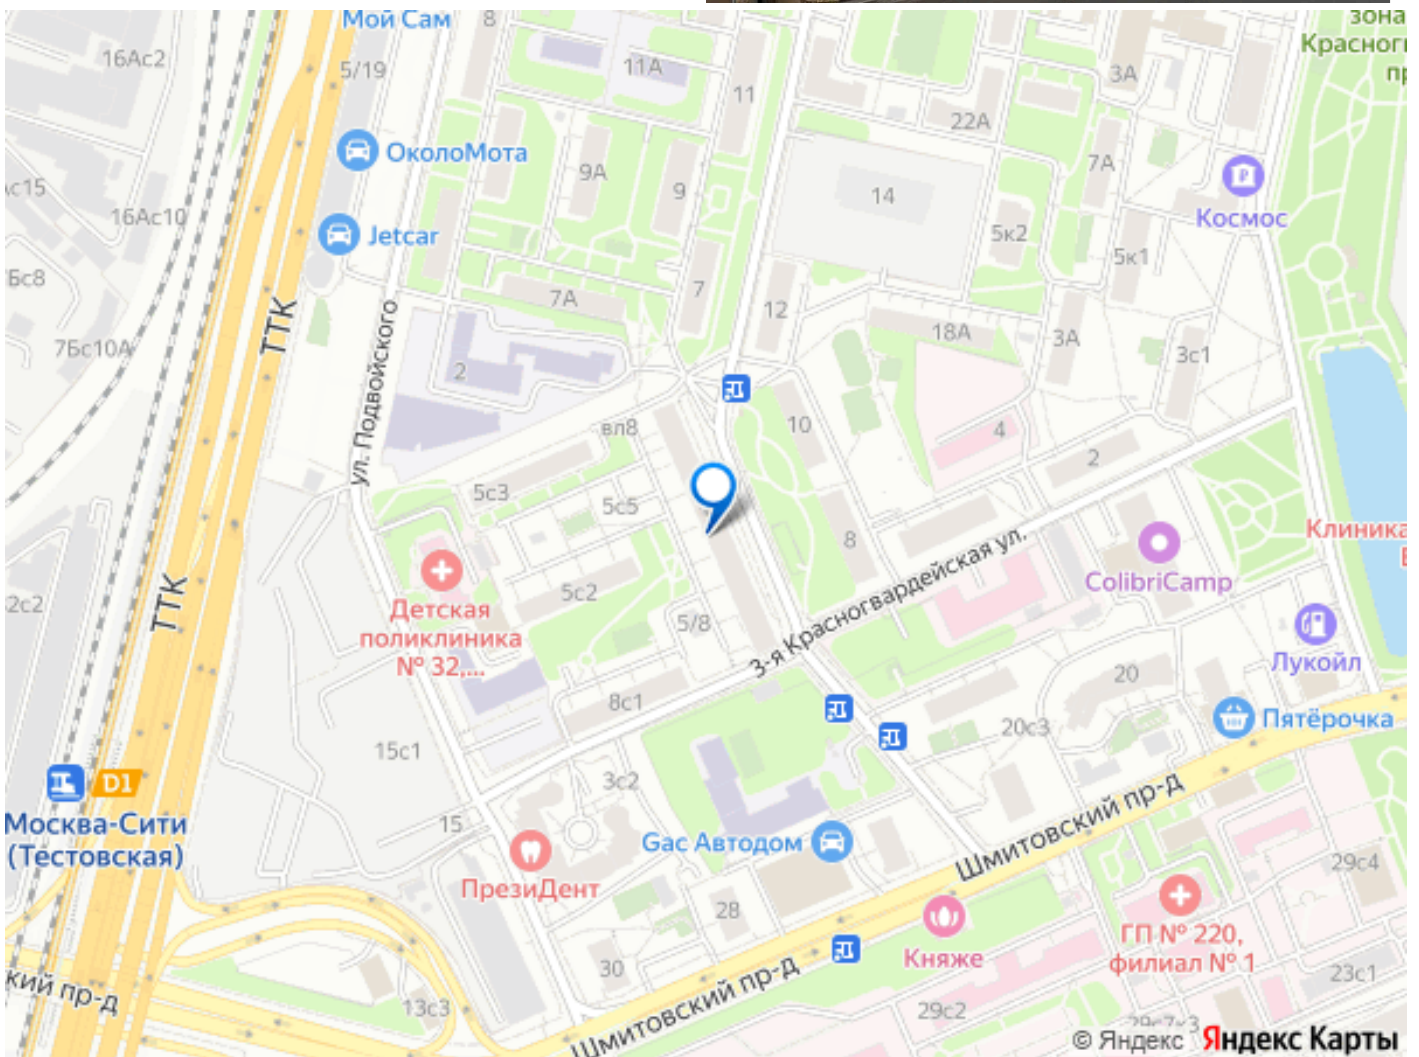 Мой Сам
8
зона
Красног
16Ас2
5/19
11А
3А
11
22А
ОколоМота
9А
9
7А
14
Космос
16Ас10
Jetcar
5к2
5к1
6с8
7А
7
12
ТТК
18А
3А
7Бс10А
3с1
ул. Подвойского
2
вл8
10
4
2
5с3
5с5
8
Клиника
3-я Красногвардейская ул.
ColibriCamp
Детская
поликлиника
№ 32,...
5с2
5/8
ТТК
Лукойл
8с1
20
20с3
Пятёрочка
15с1
D1
3с2
Москва-Сити
(Тестовская)
15
Gac Автодом
Шмитовский пр-д
29с4
ПрезиДент
28
ГП № 220,
филиал № 1
Княже
30
23с1
кий пр-д
13с3
Шмитовский пр-д
29с2
© Яндекс Яндекс Карты